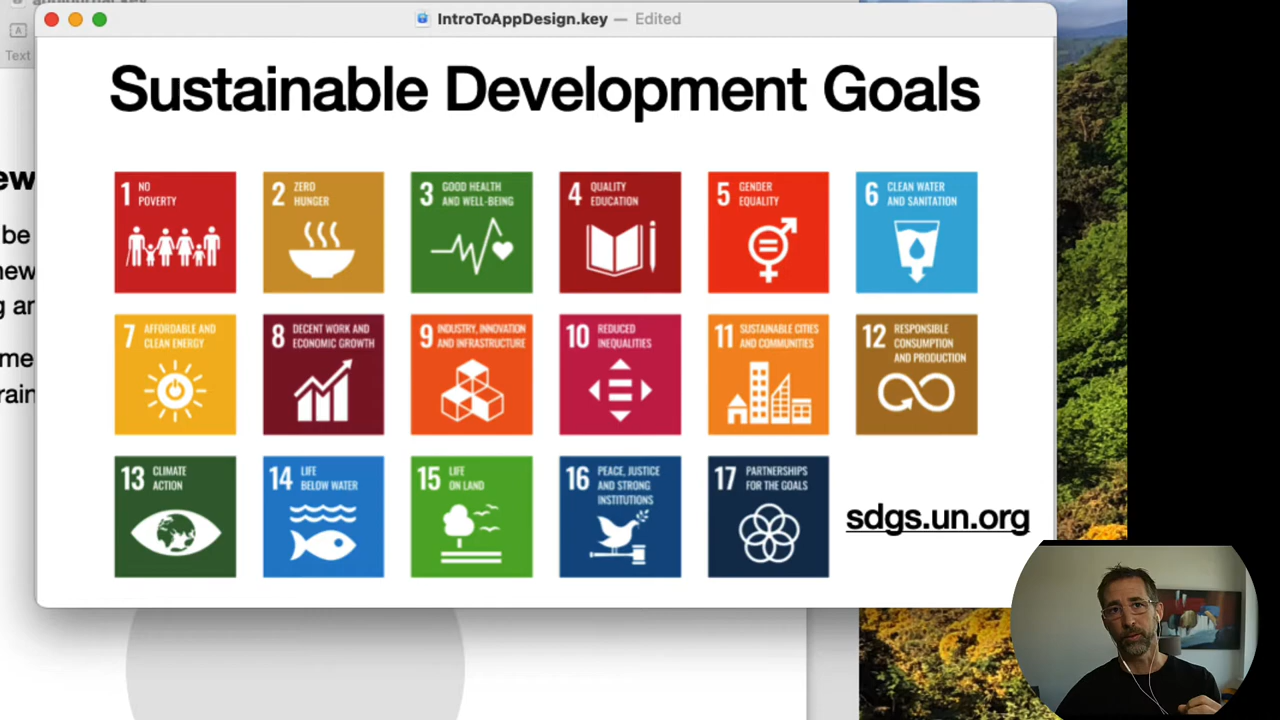 Text
IntroToAppDesign.key — Edited
Sustainable Development Goals
1 NO
POVERTY
2 ZERO
HUNGER
3 GOOD HEALTH
AND WELL-BEING
4 QUALITY
EDUCATION
5 GENDER
EQUALITY
6 CLEAN WATER
AND SANITATION
7 AFFORDABLE AND
CLEAN ENERGY
8 DECENT WORK AND
ECONOMIC GROWTH
9 INDUSTRY, INNOVATION
AND INFRASTRUCTURE
10 REDUCED
INEQUALITIES
11 SUSTAINABLE CITIES
AND COMMUNITIES
12 RESPONSIBLE
CONSUMPTION
AND PRODUCTION
13 CLIMATE
ACTION
14 LIFE
BELOW WATER
15 LIFE
ON LAND
16 PEACE, JUSTICE
AND STRONG
INSTITUTIONS
17 PARTNERSHIPS
FOR THE GOALS
sdgs.un.org
be